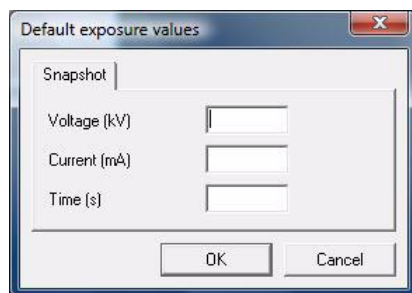 Default exposure values
Snapshot
Voltage (kV)
Current (mA)
Time (s)
OK Cancel